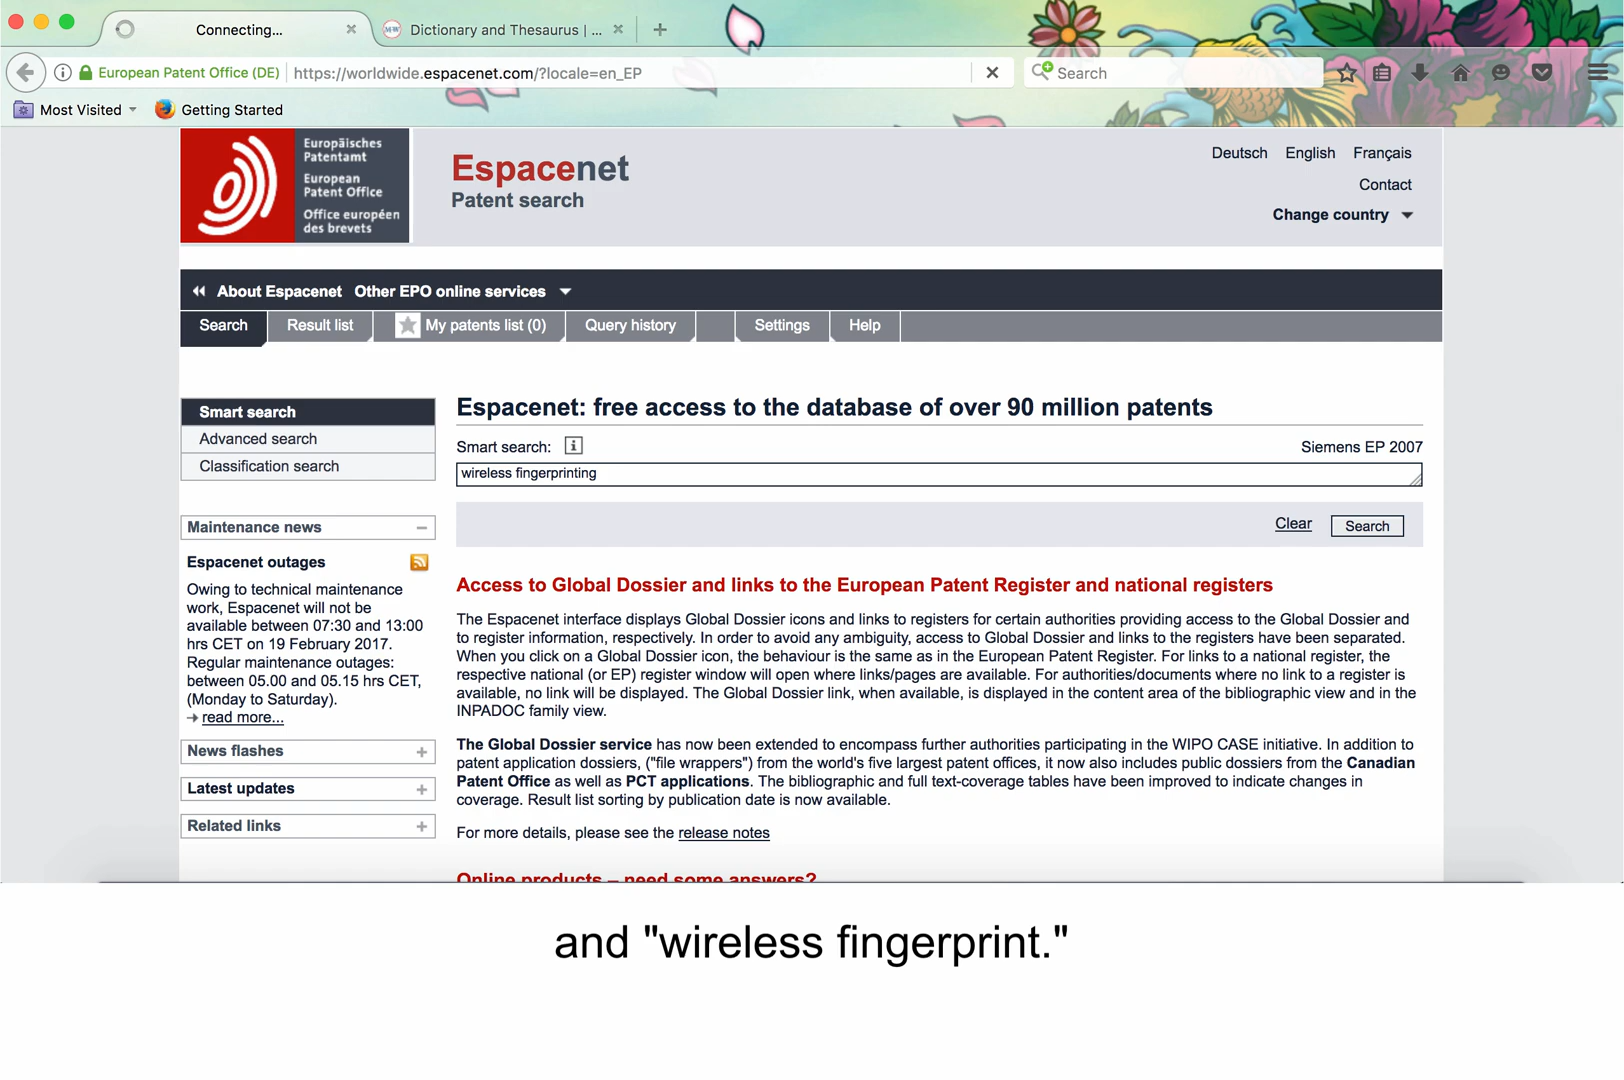 Connecting...
Dictionary and Thesaurus | ...
European Patent Office (DE)
https://worldwide.espacenet.com/?locale=en_EP
Search
Most Visited
Getting Started
Europäisches
Patentamt
European
Patent Office
Office européen
des brevets
Espacenet
Patent search
Deutsch English Français
Contact
Change country
About Espacenet Other EPO online services
Search Result list My patents list (0) Query history Settings Help
Smart search
Advanced search
Classification search
Maintenance news
Espacenet outages
Owing to technical maintenance
work, Espacenet will not be
available between 07:30 and 13:00
hrs CET on 19 February 2017.
Regular maintenance outages:
between 05.00 and 05.15 hrs CET,
(Monday to Saturday).
read more...
News flashes
Latest updates
Related links
Espacenet: free access to the database of over 90 million patents
Smart search: i Siemens EP 2007
wireless fingerprinting
Clear Search
Access to Global Dossier and links to the European Patent Register and national registers
The Espacenet interface displays Global Dossier icons and links to registers for certain authorities providing access to the Global Dossier and
to register information, respectively. In order to avoid any ambiguity, access to Global Dossier and links to the registers have been separated.
When you click on a Global Dossier icon, the behaviour is the same as in the European Patent Register. For links to a national register, the
respective national (or EP) register window will open where links/pages are available. For authorities/documents where no link to a register is
available, no link will be displayed. The Global Dossier link, when available, is displayed in the content area of the bibliographic view and in the
INPADOC family view.
The Global Dossier service has now been extended to encompass further authorities participating in the WIPO CASE initiative. In addition to
patent application dossiers, ("file wrappers") from the world's five largest patent offices, it now also includes public dossiers from the Canadian
Patent Office as well as PCT applications. The bibliographic and full text-coverage tables have been improved to indicate changes in
coverage. Result list sorting by publication date is now available.
For more details, please see the release notes
Online products – need some answers?
and "wireless fingerprint."